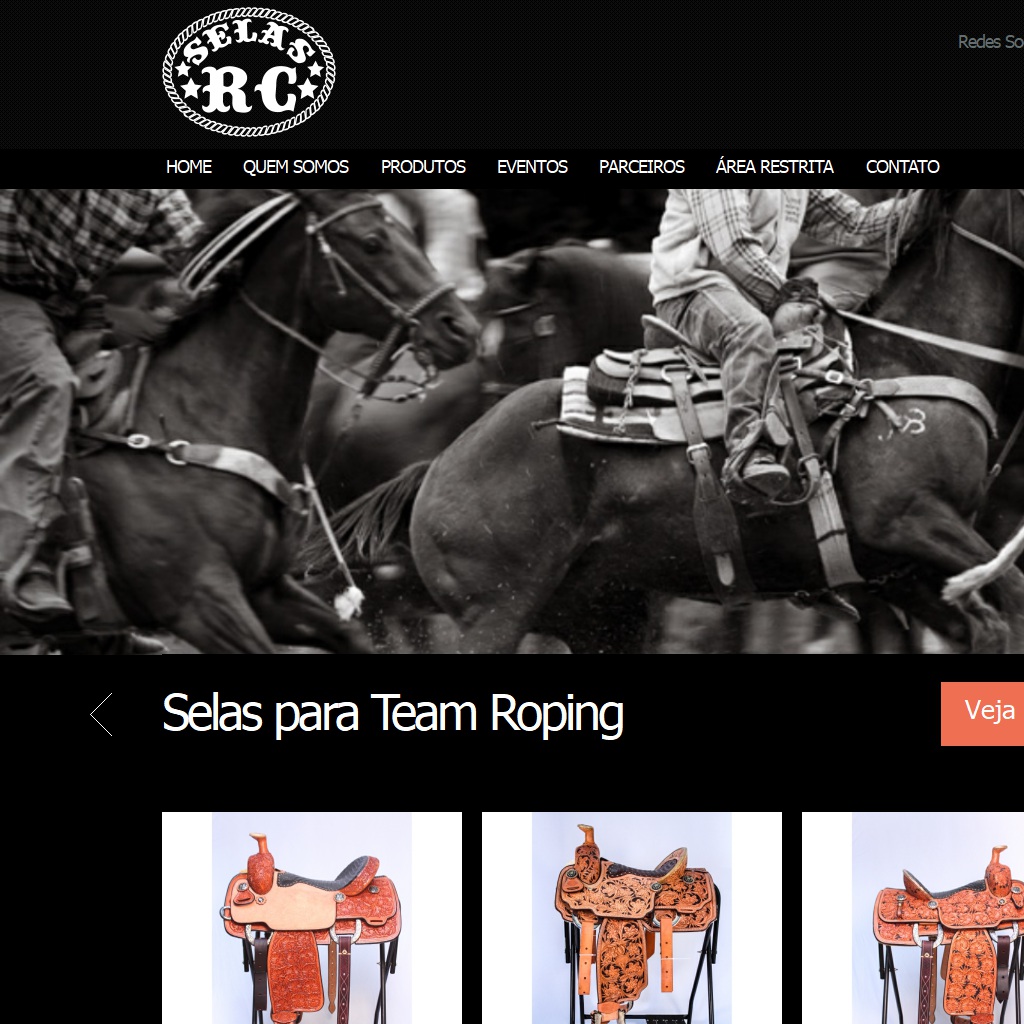 SELAS
RC
Redes So
HOME QUEM SOMOS PRODUTOS EVENTOS PARCEIROS ÁREA RESTRITA CONTATO
Selas para Team Roping
Veja